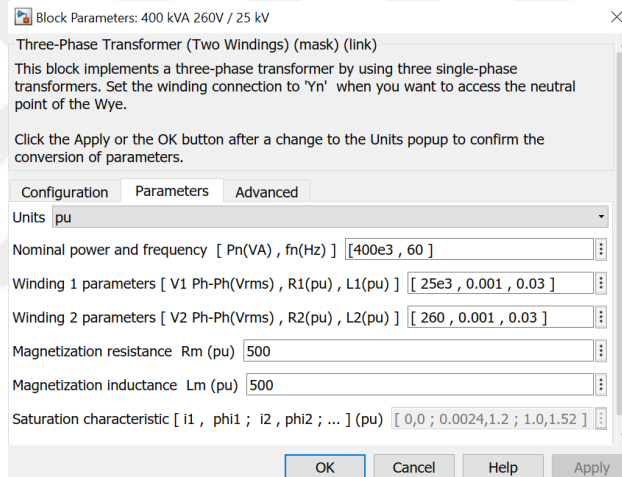 Block Parameters: 400 kVA 260V / 25 kV
Three-Phase Transformer (Two Windings) (mask) (link)
This block implements a three-phase transformer by using three single-phase
transformers. Set the winding connection to 'Yn' when you want to access the neutral
point of the Wye.
Click the Apply or the OK button after a change to the Units popup to confirm the
conversion of parameters.
Configuration Parameters Advanced
Units pu
Nominal power and frequency [ Pn(VA) , fn(Hz) ] [400e3 , 60 ]
Winding 1 parameters [ V1 Ph-Ph(Vrms) , R1(pu) , L1(pu) ] [ 25e3 , 0.001 , 0.03 ]
Winding 2 parameters [ V2 Ph-Ph(Vrms) , R2(pu) , L2(pu) ] [ 260 , 0.001 , 0.03 ]
Magnetization resistance Rm (pu) 500
Magnetization inductance Lm (pu) 500
Saturation characteristic [ i1 , phi1 ; i2 , phi2 ; ... ] (pu) [ 0,0 ; 0.0024,1.2 ; 1.0,1.52 ]
OK Cancel Help Apply